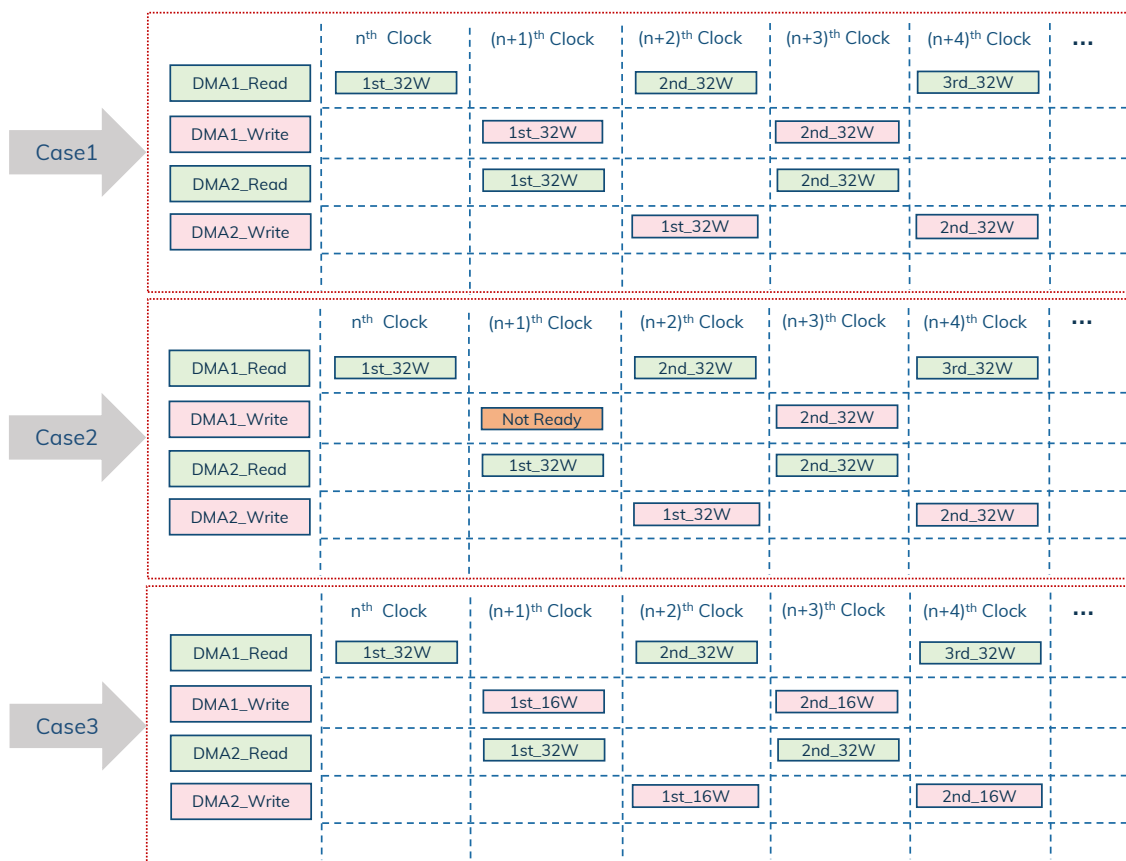 nth Clock (n+1)th Clock (n+2)th Clock (n+3)th Clock (n+4)th Clock ...
DMA1_Read 1st_32W 2nd_32W 3rd_32W
DMA1_Write 1st_32W 2nd_32W
Case1
DMA2_Read 1st_32W 2nd_32W
DMA2_Write 1st_32W 2nd_32W
nth Clock (n+1)th Clock (n+2)th Clock (n+3)th Clock (n+4)th Clock ...
DMA1_Read 1st_32W 2nd_32W 3rd_32W
DMA1_Write Not Ready 2nd_32W
Case2
DMA2_Read 1st_32W 2nd_32W
DMA2_Write 1st_32W 2nd_32W
nth Clock (n+1)th Clock (n+2)th Clock (n+3)th Clock (n+4)th Clock ...
DMA1_Read 1st_32W 2nd_32W 3rd_32W
DMA1_Write 1st_16W 2nd_16W
Case3
DMA2_Read 1st_32W 2nd_32W
DMA2_Write 1st_16W 2nd_16W